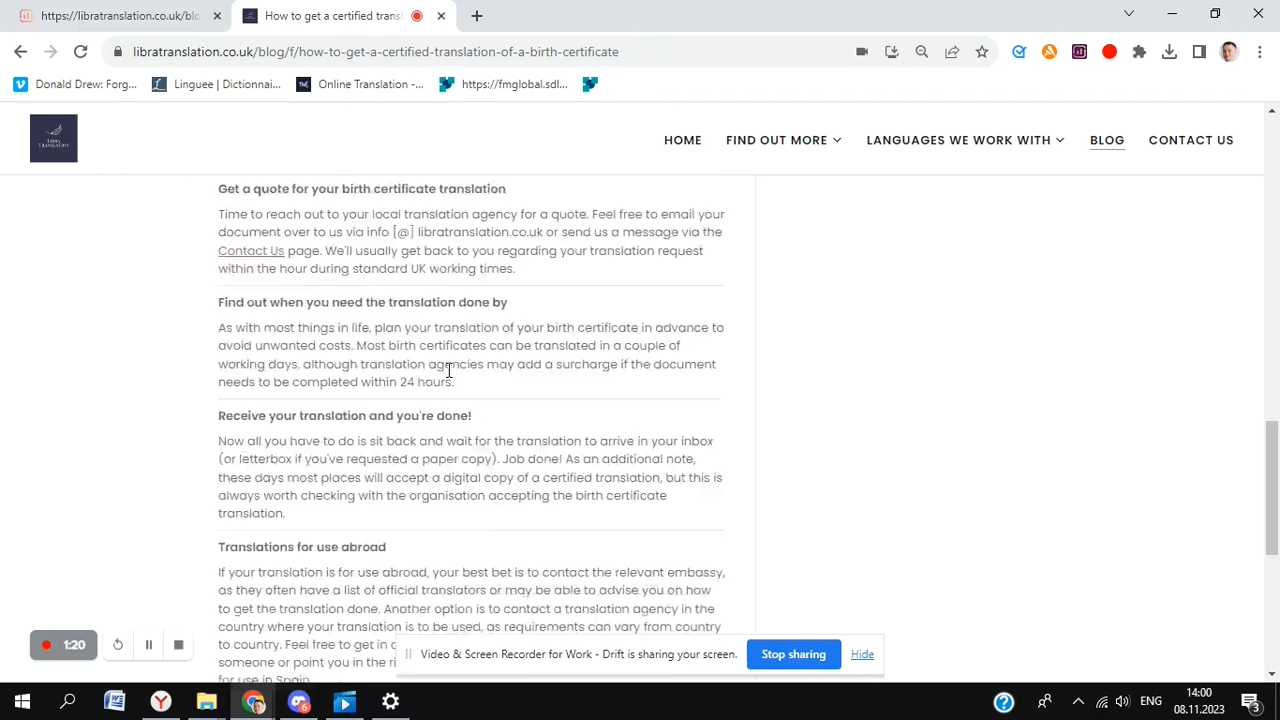 https://libratranslation.co.uk/blo
How to get a certified transl
libratranslation.co.uk/blog/f/how-to-get-a-certified-translation-of-a-birth-certificate
Donald Drew: Forg...
Linguee | Dictionnai...
Online Translation -...
https://fmglobal.sdl...
LIBRA
TRANSLATION
HOME
FIND OUT MORE
LANGUAGES WE WORK WITH
BLOG
CONTACT US
Get a quote for your birth certificate translation
Time to reach out to your local translation agency for a quote. Feel free to email your
document over to us via info [@] libratranslation.co.uk or send us a message via the
Contact Us page. We'll usually get back to you regarding your translation request
within the hour during standard UK working times.
Find out when you need the translation done by
As with most things in life, plan your translation of your birth certificate in advance to
avoid unwanted costs. Most birth certificates can be translated in a couple of
working days, although translation agencies may add a surcharge if the document
needs to be completed within 24 hours.
Receive your translation and you're done!
Now all you have to do is sit back and wait for the translation to arrive in your inbox
(or letterbox if you've requested a paper copy). Job done! As an additional note,
these days most places will accept a digital copy of a certified translation, but this is
always worth checking with the organisation accepting the birth certificate
translation.
Translations for use abroad
If your translation is for use abroad, your best bet is to contact the relevant embassy,
as they often have a list of official translators or may be able to advise you on how
to get the translation done. Another option is to contact a translation agency in the
country where your translation is to be used, as requirements can vary from country
to country. Feel free to get in
someone or point you in the ri
for use in Spain.
1:20
Video & Screen Recorder for Work - Drift is sharing your screen.
Stop sharing
Hide
ENG
14:00
08.11.2023